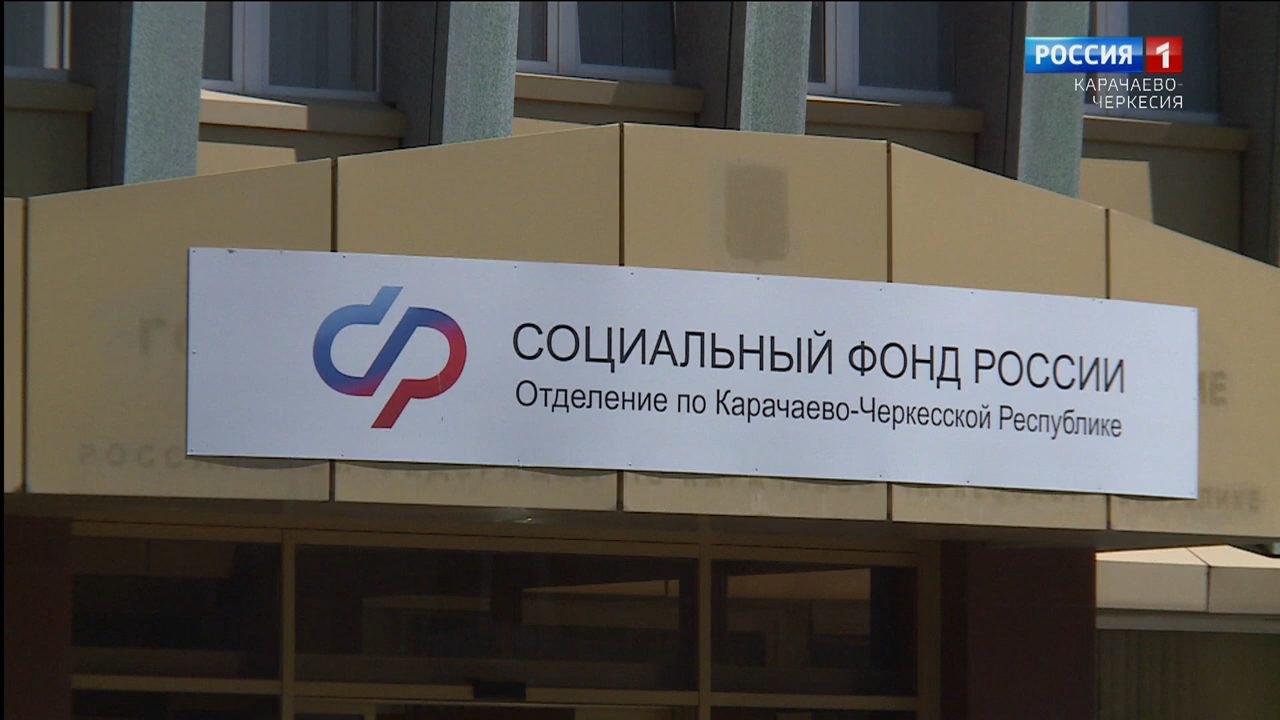 РОССИЯ 1
КАРАЧАЕВО-
ЧЕРКЕСИЯ
СОЦИАЛЬНЫЙ ФОНД РОССИИ
Отделение по Карачаево-Черкесской Республике